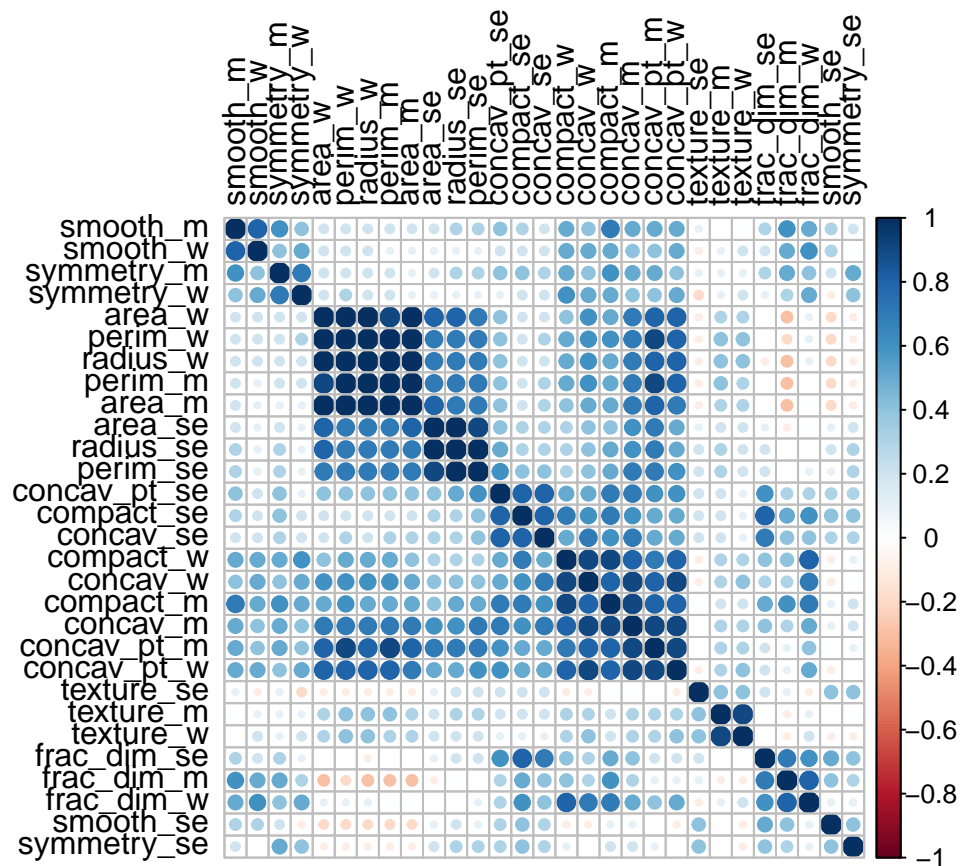 smooth_m
smooth_w
symmetry_m
symmetry_w
area_w
perim_w
radius_w
perim_m
area_m
area_se
radius_se
perim_se
concav_pt_se
compact_se
concav_se
compact_w
concav_w
compact_m
concav_m
concav_pt_m
concav_pt_w
texture_se
texture_m
texture_w
frac_dim_se
frac_dim_m
frac_dim_w
smooth_se
symmetry_se
smooth_m
smooth_w
symmetry_m
symmetry_w
area_w
perim_w
radius_w
perim_m
area_m
area_se
radius_se
perim_se
concav_pt_se
compact_se
concav_se
compact_w
concav_w
compact_m
concav_m
concav_pt_m
concav_pt_w
texture_se
texture_m
texture_w
frac_dim_se
frac_dim_m
frac_dim_w
smooth_se
symmetry_se
1
0.8
0.6
0.4
0.2
0
−0.2
−0.4
−0.6
−0.8
−1